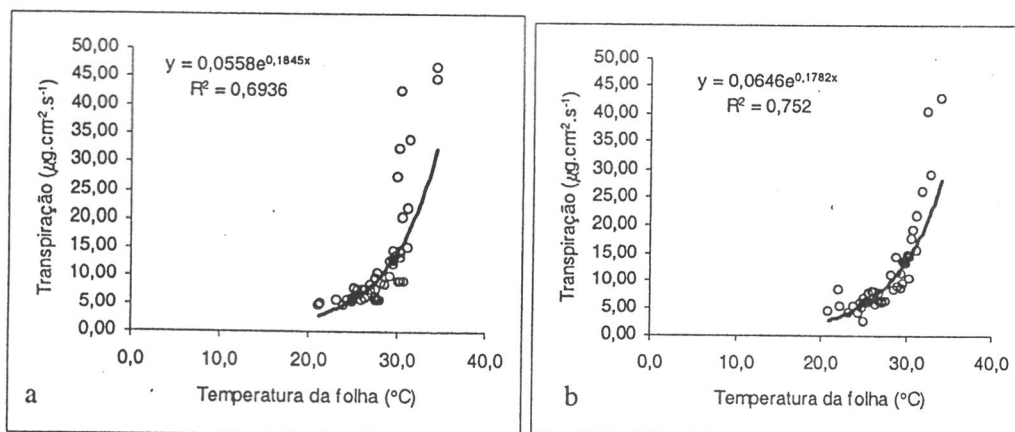 50,00
45,00
40,00
35,00
30,00
25,00
20,00
15,00
10,00
5,00
0,00
Transpiração (µg.cm².s⁻¹)
y = 0,0558e^0,1845x
R² = 0,6936
0,0 10,0 20,0 30,0 40,0
Temperatura da folha (°C)
a
50,00
45,00
40,00
35,00
30,00
25,00
20,00
15,00
10,00
5,00
0,00
Transpiração (µg.cm².s⁻¹)
y = 0,0646e^0,1782x
R² = 0,752
0,0 10,0 20,0 30,0 40,0
Temperatura da folha (°C)
b